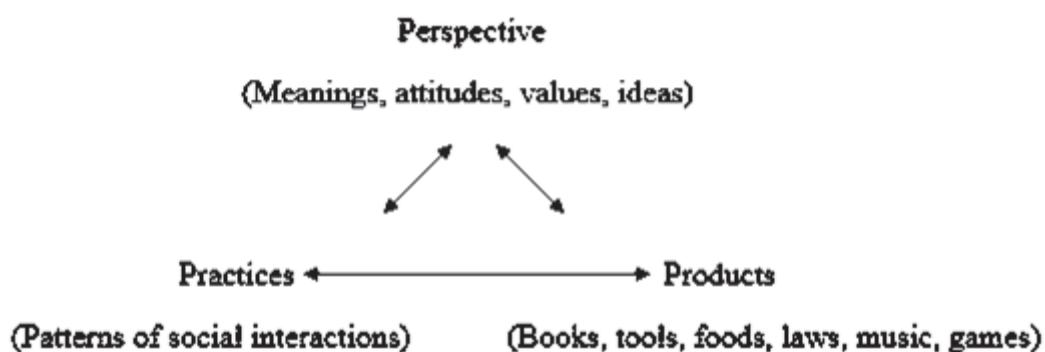 Perspective
(Meanings, attitudes, values, ideas)
Practices Products
(Patterns of social interactions) (Books, tools, foods, laws, music, games)